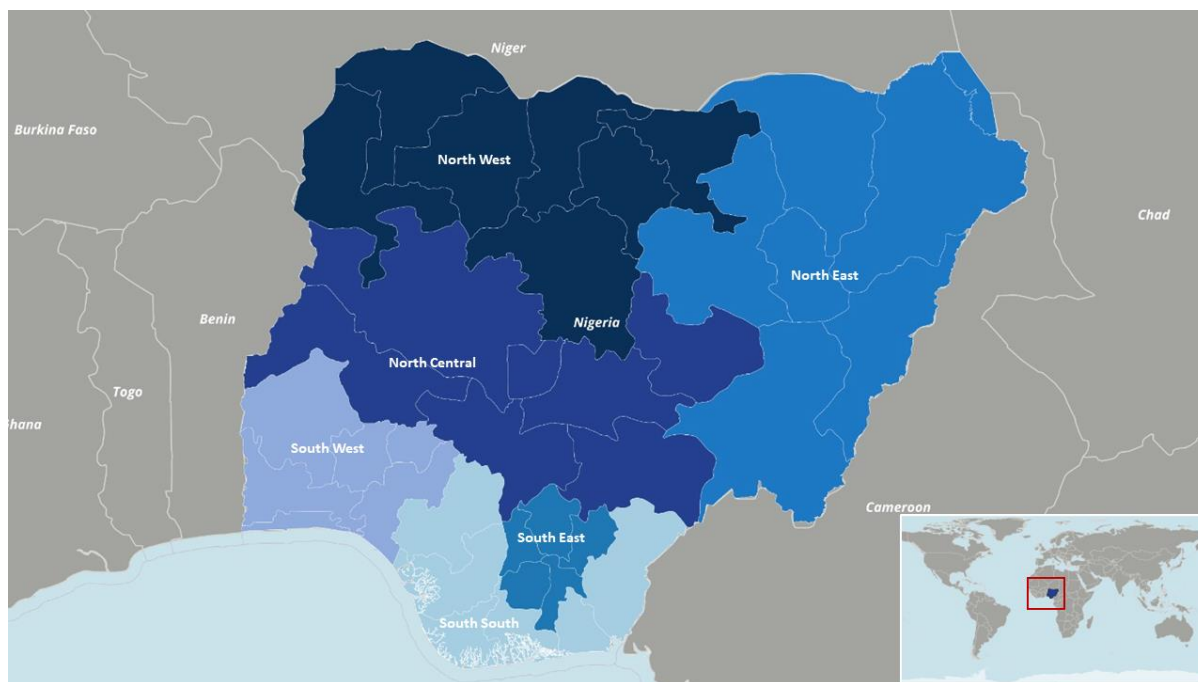 Niger
Burkina Faso
North West
Chad
North East
Benin
Nigeria
North Central
Togo
Ghana
South West
Cameroon
South East
South South